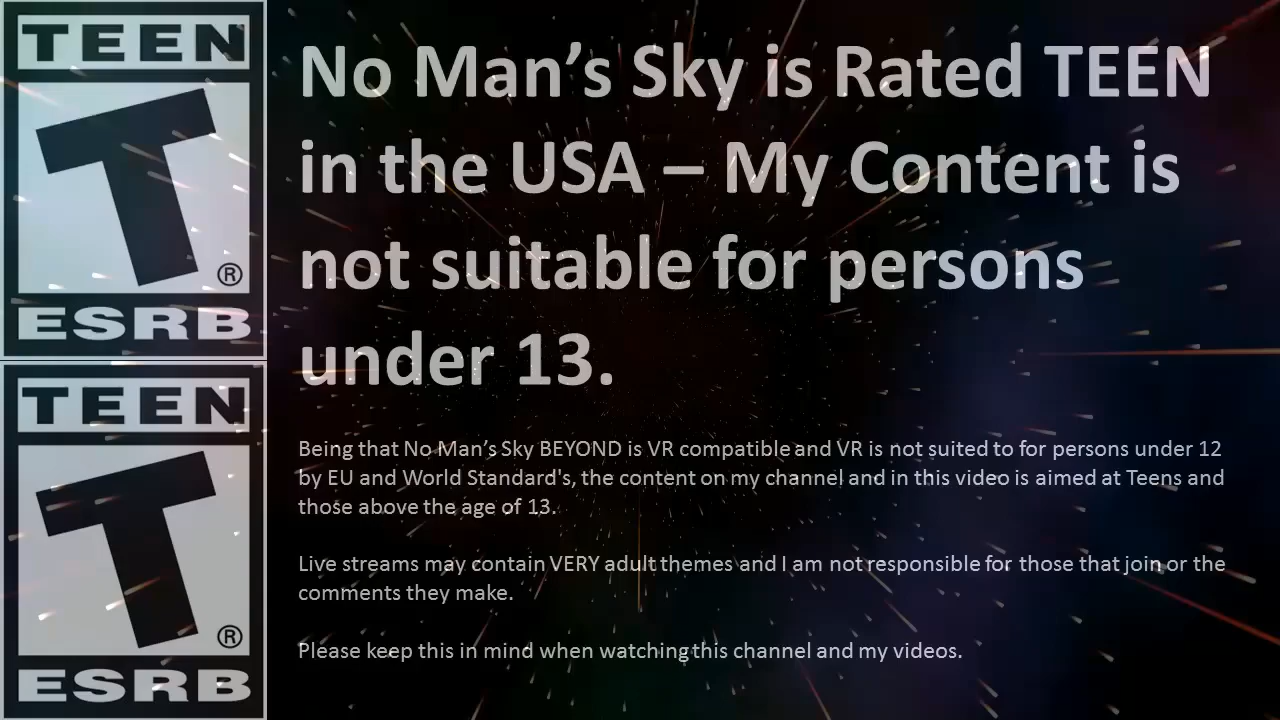 TEEN
T
®
ESRB
TEEN
T
®
ESRB
No Man’s Sky is Rated TEEN
in the USA – My Content is
not suitable for persons
under 13.
Being that No Man’s Sky BEYOND is VR compatible and VR is not suited to for persons under 12
by EU and World Standard's, the content on my channel and in this video is aimed at Teens and
those above the age of 13.
Live streams may contain VERY adult themes and I am not responsible for those that join or the
comments they make.
Please keep this in mind when watching this channel and my videos.